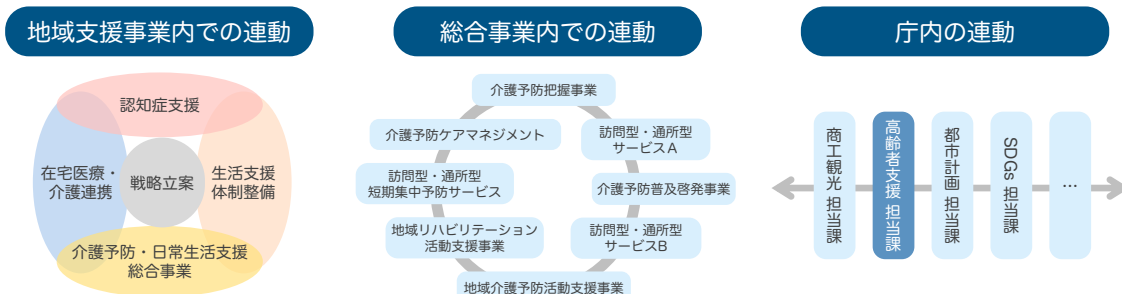 地域支援事業内での連動
認知症支援
在宅医療・
介護連携
戦略立案
生活支援
体制整備
介護予防・日常生活支援
総合事業
総合事業内での連動
介護予防把握事業
介護予防ケアマネジメント
訪問型・通所型
サービスA
訪問型・通所型
短期集中予防サービス
介護予防普及啓発事業
地域リハビリテーション
活動支援事業
訪問型・通所型
サービスB
地域介護予防活動支援事業
庁内の連動
商工観光 担当課
高齢者支援 担当課
都市計画 担当課
SDGs 担当課
…